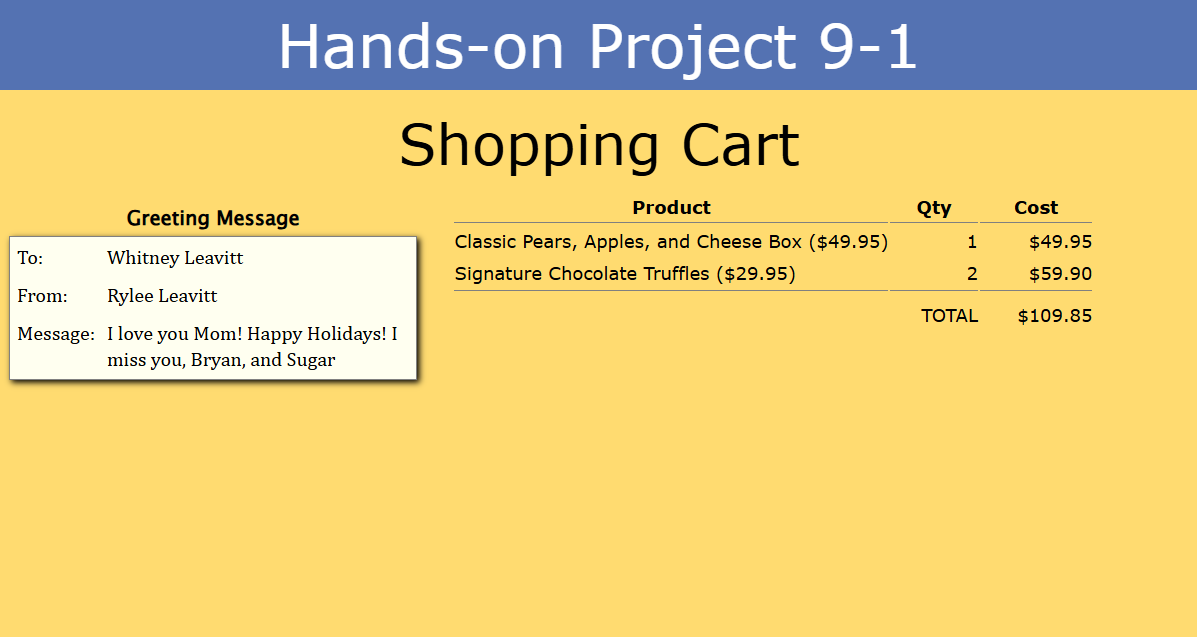 Hands-on Project 9-1
Shopping Cart
Greeting Message
To: Whitney Leavitt
From: Rylee Leavitt
Message: I love you Mom! Happy Holidays! I
miss you, Bryan, and Sugar
Product Qty Cost
Classic Pears, Apples, and Cheese Box ($49.95) 1 $49.95
Signature Chocolate Truffles ($29.95) 2 $59.90
TOTAL $109.85